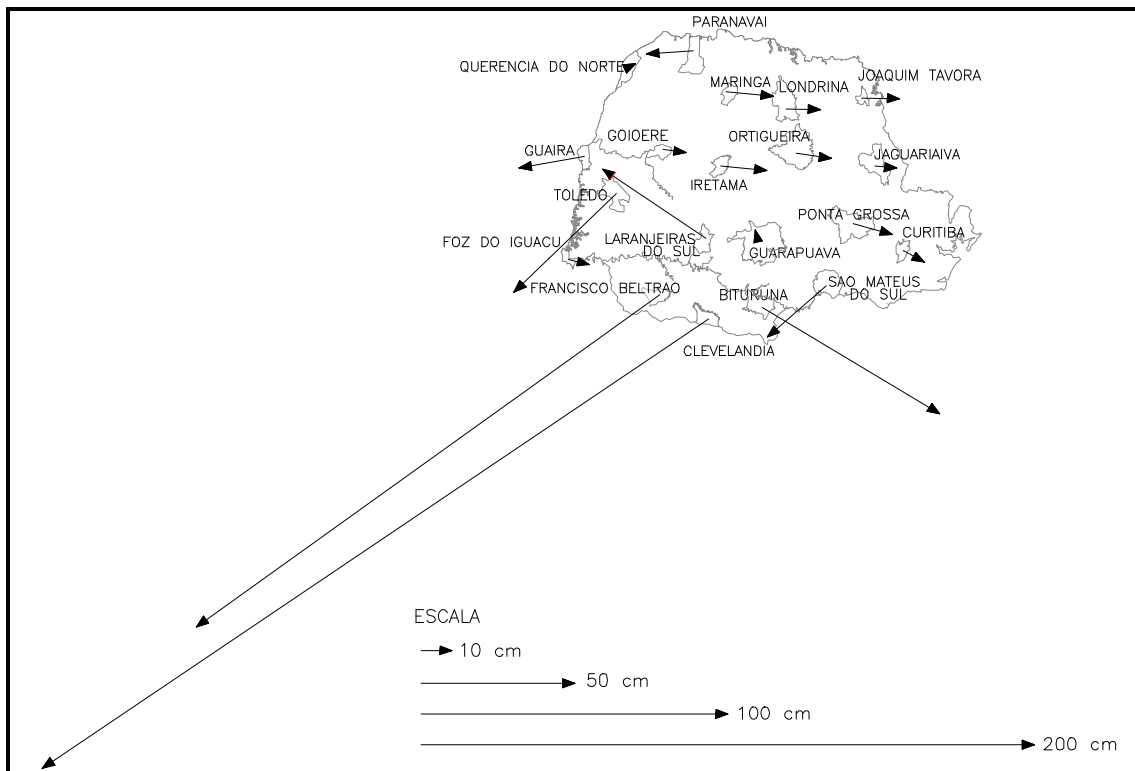 PARANAVAI
QUERENCIA DO NORTE
JOAQUIM TAVORA
MARINGA
LONDRINA
GOIOERE
ORTIGUEIRA
GUAIRA
JAGUARIAIVA
IRETAMA
TOLEDO
PONTA GROSSA
CURITIBA
FOZ DO IGUACU
LARANJEIRAS
DO SUL
GUARAPUAVA
FRANCISCO BELTRAO
BITURUNA
SAO MATEUS
DO SUL
CLEVELANDIA
ESCALA
10 cm
50 cm
100 cm
200 cm